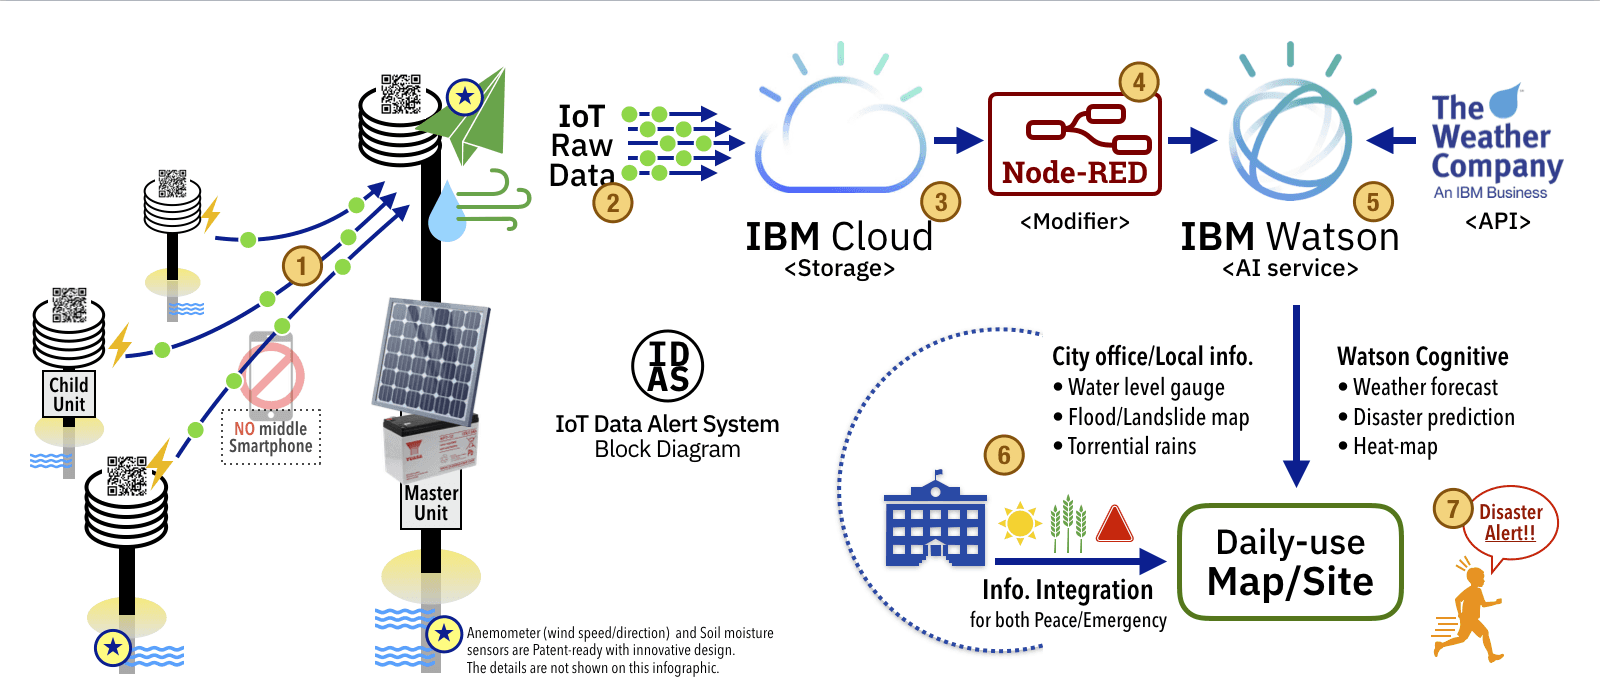 1
Child
Unit
NO middle
Smartphone
Master
Unit
IoT
Raw
Data
2
IBM Cloud
<Storage>
3
4
Node-RED
<Modifier>
IBM Watson
<AI service>
5
The
Weather
Company
An IBM Business
<API>
ID
AS
IoT Data Alert System
Block Diagram
City office/Local info.
• Water level gauge
• Flood/Landslide map
• Torrential rains
Watson Cognitive
• Weather forecast
• Disaster prediction
• Heat-map
6
Info. Integration
for both Peace/Emergency
Daily-use
Map/Site
7
Disaster
Alert!!
Anemometer (wind speed/direction) and Soil moisture
sensors are Patent-ready with innovative design.
The details are not shown on this infographic.